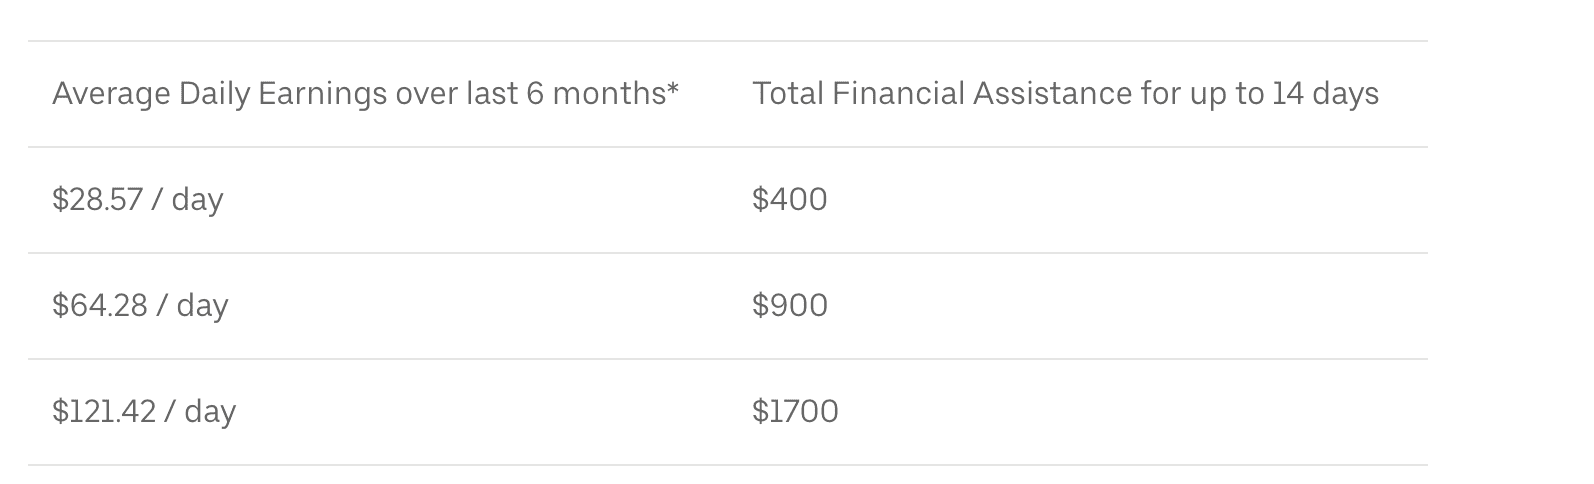 Average Daily Earnings over last 6 months* Total Financial Assistance for up to 14 days
$28.57 / day $400
$64.28 / day $900
$121.42 / day $1700